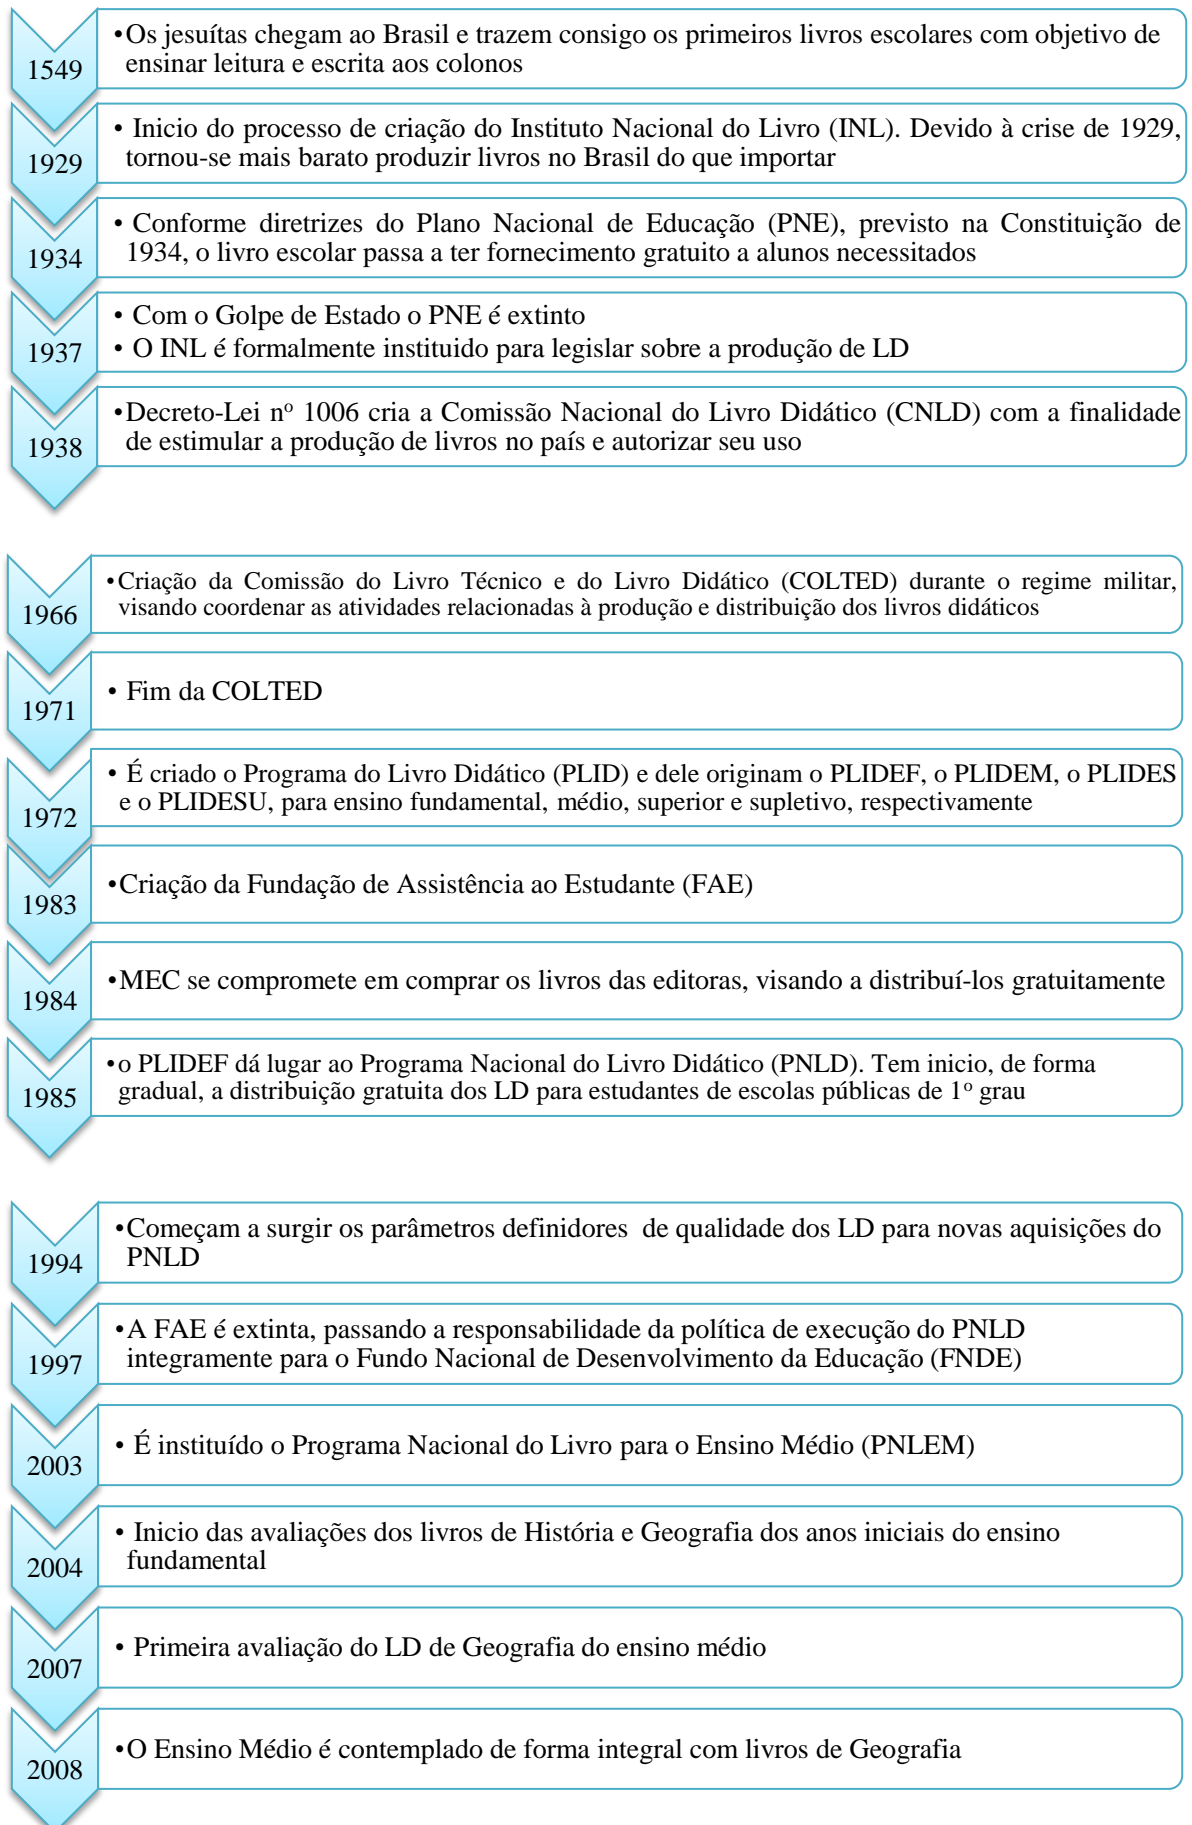 1549
•Os jesuítas chegam ao Brasil e trazem consigo os primeiros livros escolares com objetivo de
ensinar leitura e escrita aos colonos
1929
• Inicio do processo de criação do Instituto Nacional do Livro (INL). Devido à crise de 1929,
tornou-se mais barato produzir livros no Brasil do que importar
1934
• Conforme diretrizes do Plano Nacional de Educação (PNE), previsto na Constituição de
1934, o livro escolar passa a ter fornecimento gratuito a alunos necessitados
1937
• Com o Golpe de Estado o PNE é extinto
• O INL é formalmente instituido para legislar sobre a produção de LD
1938
•Decreto-Lei nº 1006 cria a Comissão Nacional do Livro Didático (CNLD) com a finalidade
de estimular a produção de livros no país e autorizar seu uso
1966
•Criação da Comissão do Livro Técnico e do Livro Didático (COLTED) durante o regime militar,
visando coordenar as atividades relacionadas à produção e distribuição dos livros didáticos
1971
• Fim da COLTED
1972
• É criado o Programa do Livro Didático (PLID) e dele originam o PLIDEF, o PLIDEM, o PLIDES
e o PLIDESU, para ensino fundamental, médio, superior e supletivo, respectivamente
1983
•Criação da Fundação de Assistência ao Estudante (FAE)
1984
•MEC se compromete em comprar os livros das editoras, visando a distribuí-los gratuitamente
1985
•o PLIDEF dá lugar ao Programa Nacional do Livro Didático (PNLD). Tem inicio, de forma
gradual, a distribuição gratuita dos LD para estudantes de escolas públicas de 1º grau
1994
•Começam a surgir os parâmetros definidores de qualidade dos LD para novas aquisições do
PNLD
1997
•A FAE é extinta, passando a responsabilidade da política de execução do PNLD
integramente para o Fundo Nacional de Desenvolvimento da Educação (FNDE)
2003
• É instituído o Programa Nacional do Livro para o Ensino Médio (PNLEM)
2004
• Inicio das avaliações dos livros de História e Geografia dos anos iniciais do ensino
fundamental
2007
• Primeira avaliação do LD de Geografia do ensino médio
2008
•O Ensino Médio é contemplado de forma integral com livros de Geografia